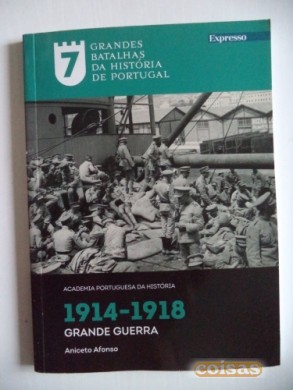 7
GRANDES
BATALHAS
DA HISTÓRIA
DE PORTUGAL
Expresso
ACADEMIA PORTUGUESA DA HISTÓRIA
1914-1918
GRANDE GUERRA
Aniceto Afonso
coisas